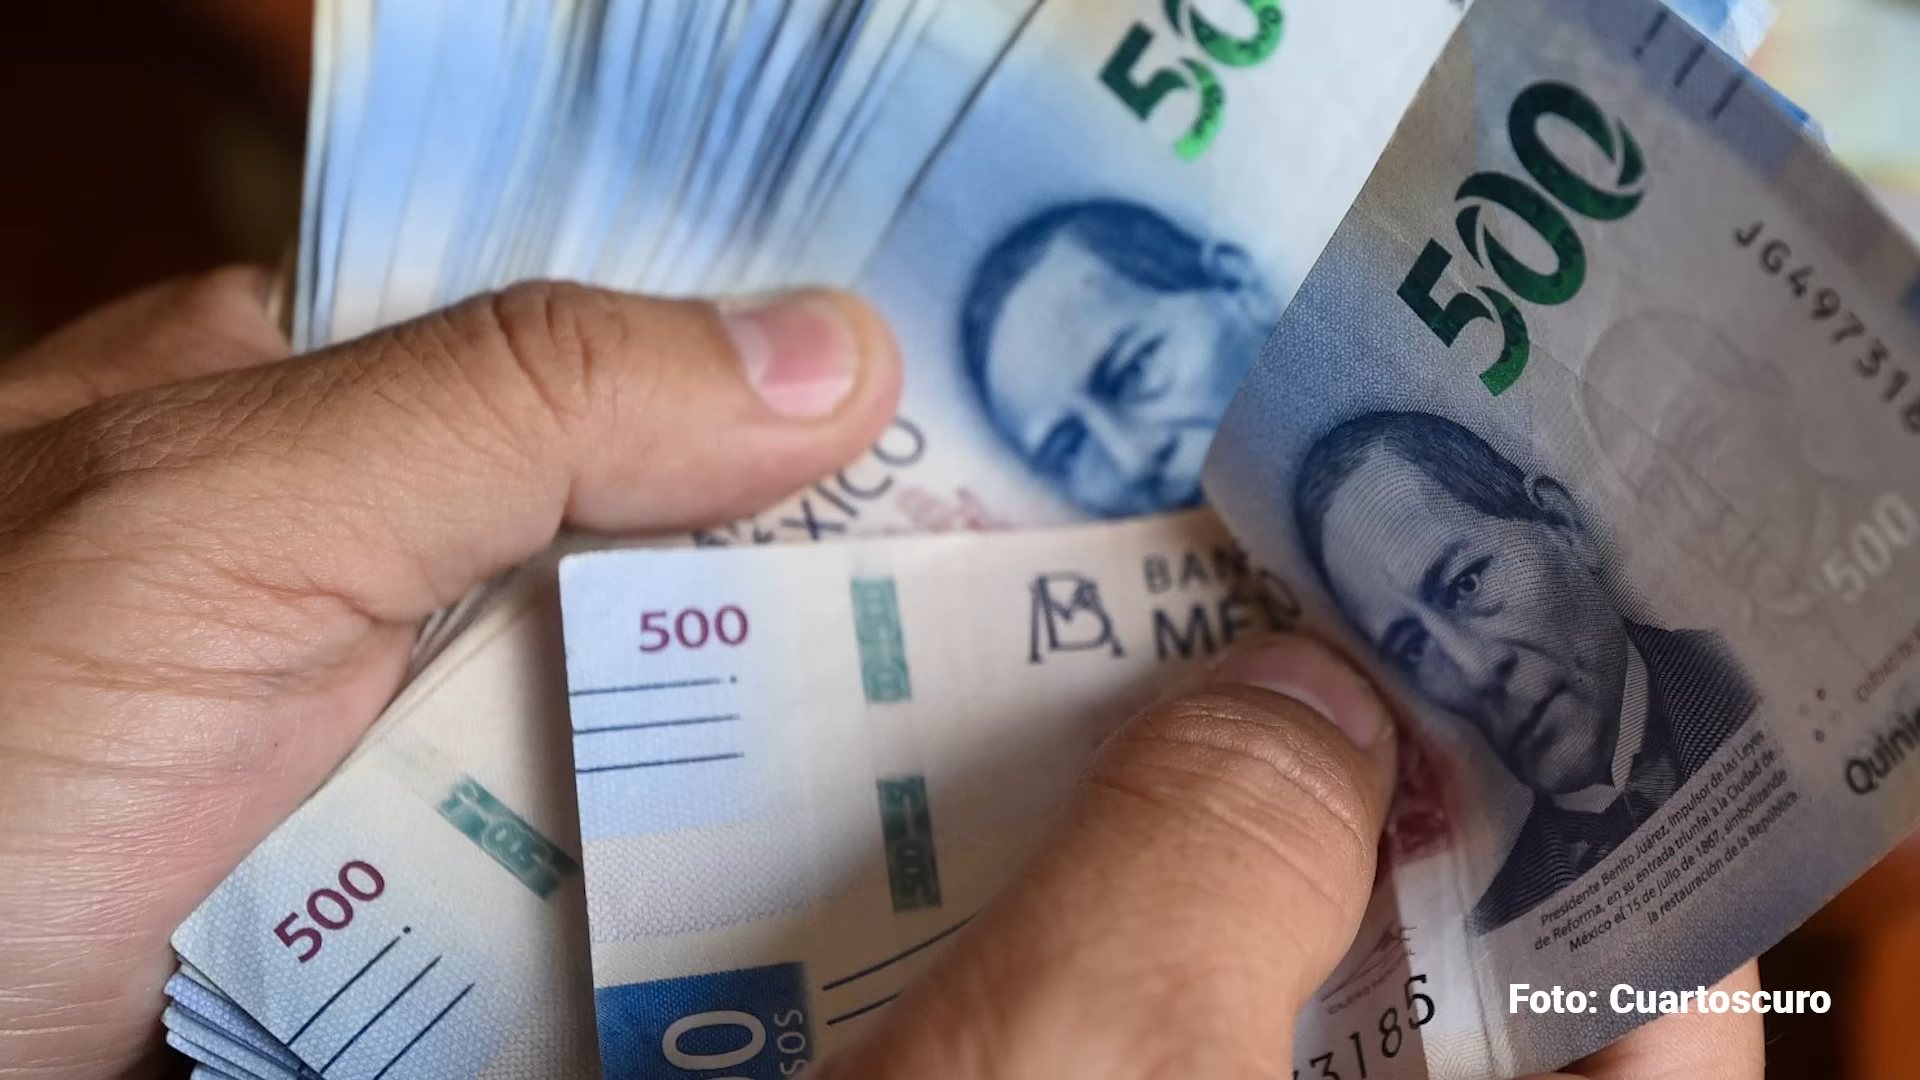 50
500
JG497318
500
MÉXICO
500
BAN
MÉ
Presidente Benito Juárez, impulsor de las Leyes
de Reforma, en su entrada triunfal a la Ciudad de
México el 15 de julio de 1867, simbolizando
la restauración de la República.
500
Foto: Cuartoscuro
3185